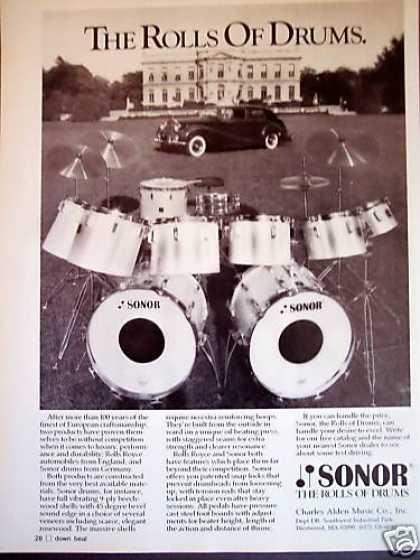 THE ROLLS OF DRUMS.
SONOR
SONOR
After more than 100 years of the
finest of European craftsmanship,
two products have proven them
selves to be without competition
when it comes to luxury, perform-
ance and durability: Rolls Royce
automobiles from England, and
Sonor drums from Germany.
Both products are constructed
from the very best available mate-
rials. Sonor drums, for instance,
have full vibrating 9 ply beech-
wood shells with 45 degree bevel
sound edge in a choice of several
veneers including scarce, elegant
rosewood. The massive shells
require no extra reinforcing hoops.
They're built from the outside in
ward on a unique oil heating press,
with staggered seams for extra
strength and clearer resonance.
Rolls Royce and Sonor both
have features which place them far
beyond their competition. Sonor
offers you patented snap locks that
prevent drumheads from loosening
up, with tension rods that stay
locked in place even after heavy
sessions. All pedals have pressure
cast steel foot boards with adjust-
ments for beater height, length of
the action and distance of throw.
If you can handle the price,
Sonor, the Rolls of Drums, can
handle your desire to excel. Write
for our free catalog and the name of
your nearest Sonor dealer to see
about some test driving.
SONOR
THE ROLLS OF DRUMS
Charles Alden Music Co., Inc.
Dept. DB, Southwest Industrial Park,
Westwood, MA 02090
28 down beat